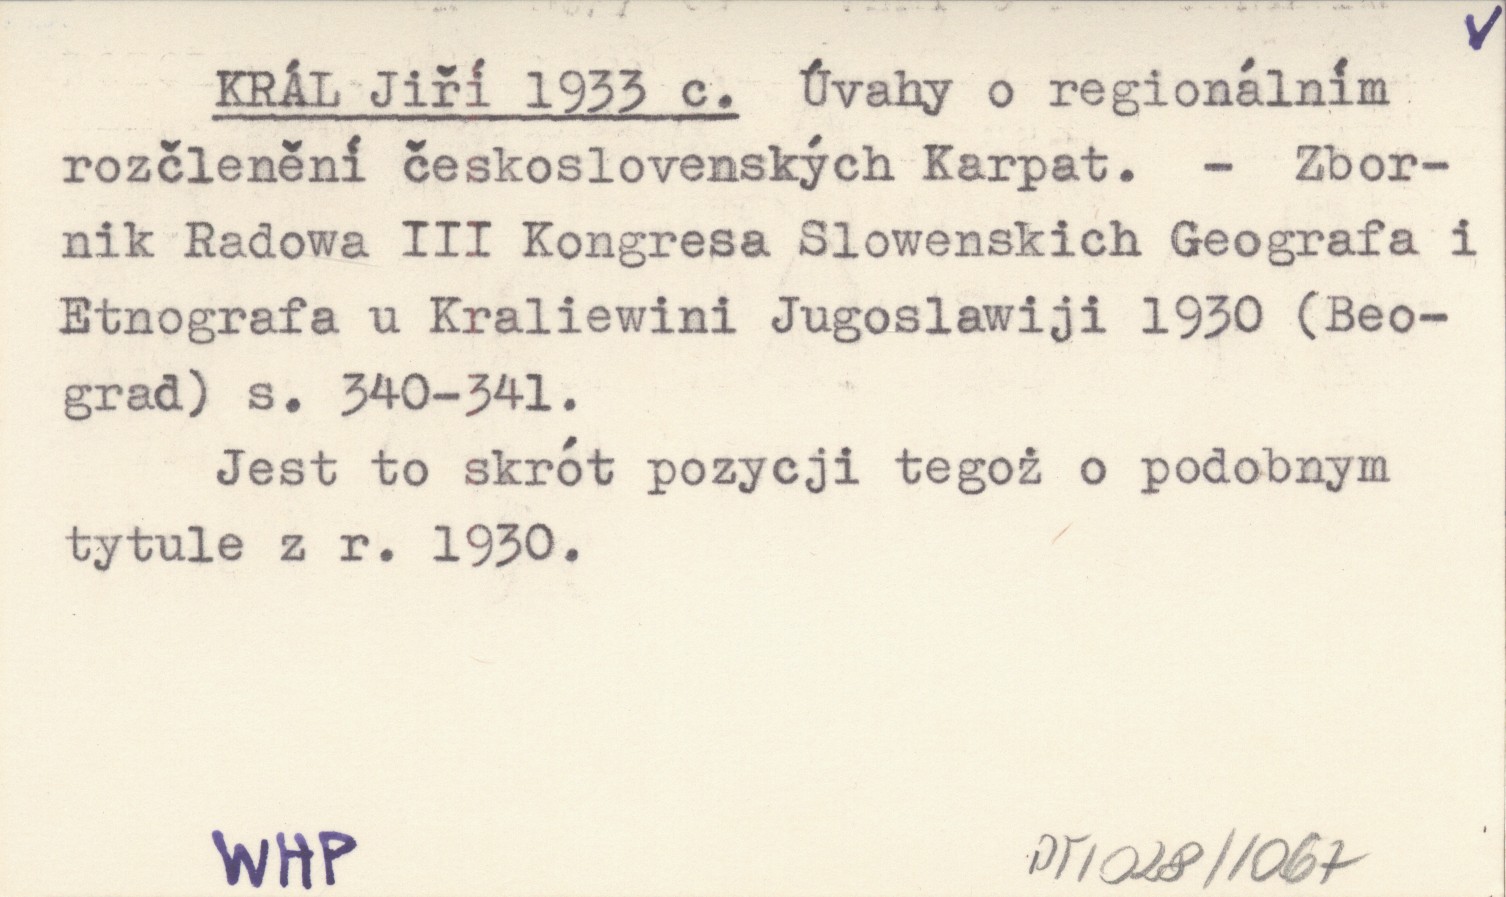 KRÁL Jiří 1933 c. Úvahy o regionálním
rozčlenění československých Karpat. - Zbor-
nik Radowa III Kongresa Slowenskich Geografa i
Etnografa u Kraliewini Jugoslawiji 1930 (Beo-
grad) s. 340-341.
Jest to skrót pozycji tegoż o podobnym
tytule z r. 1930.
WHP
1028/1067